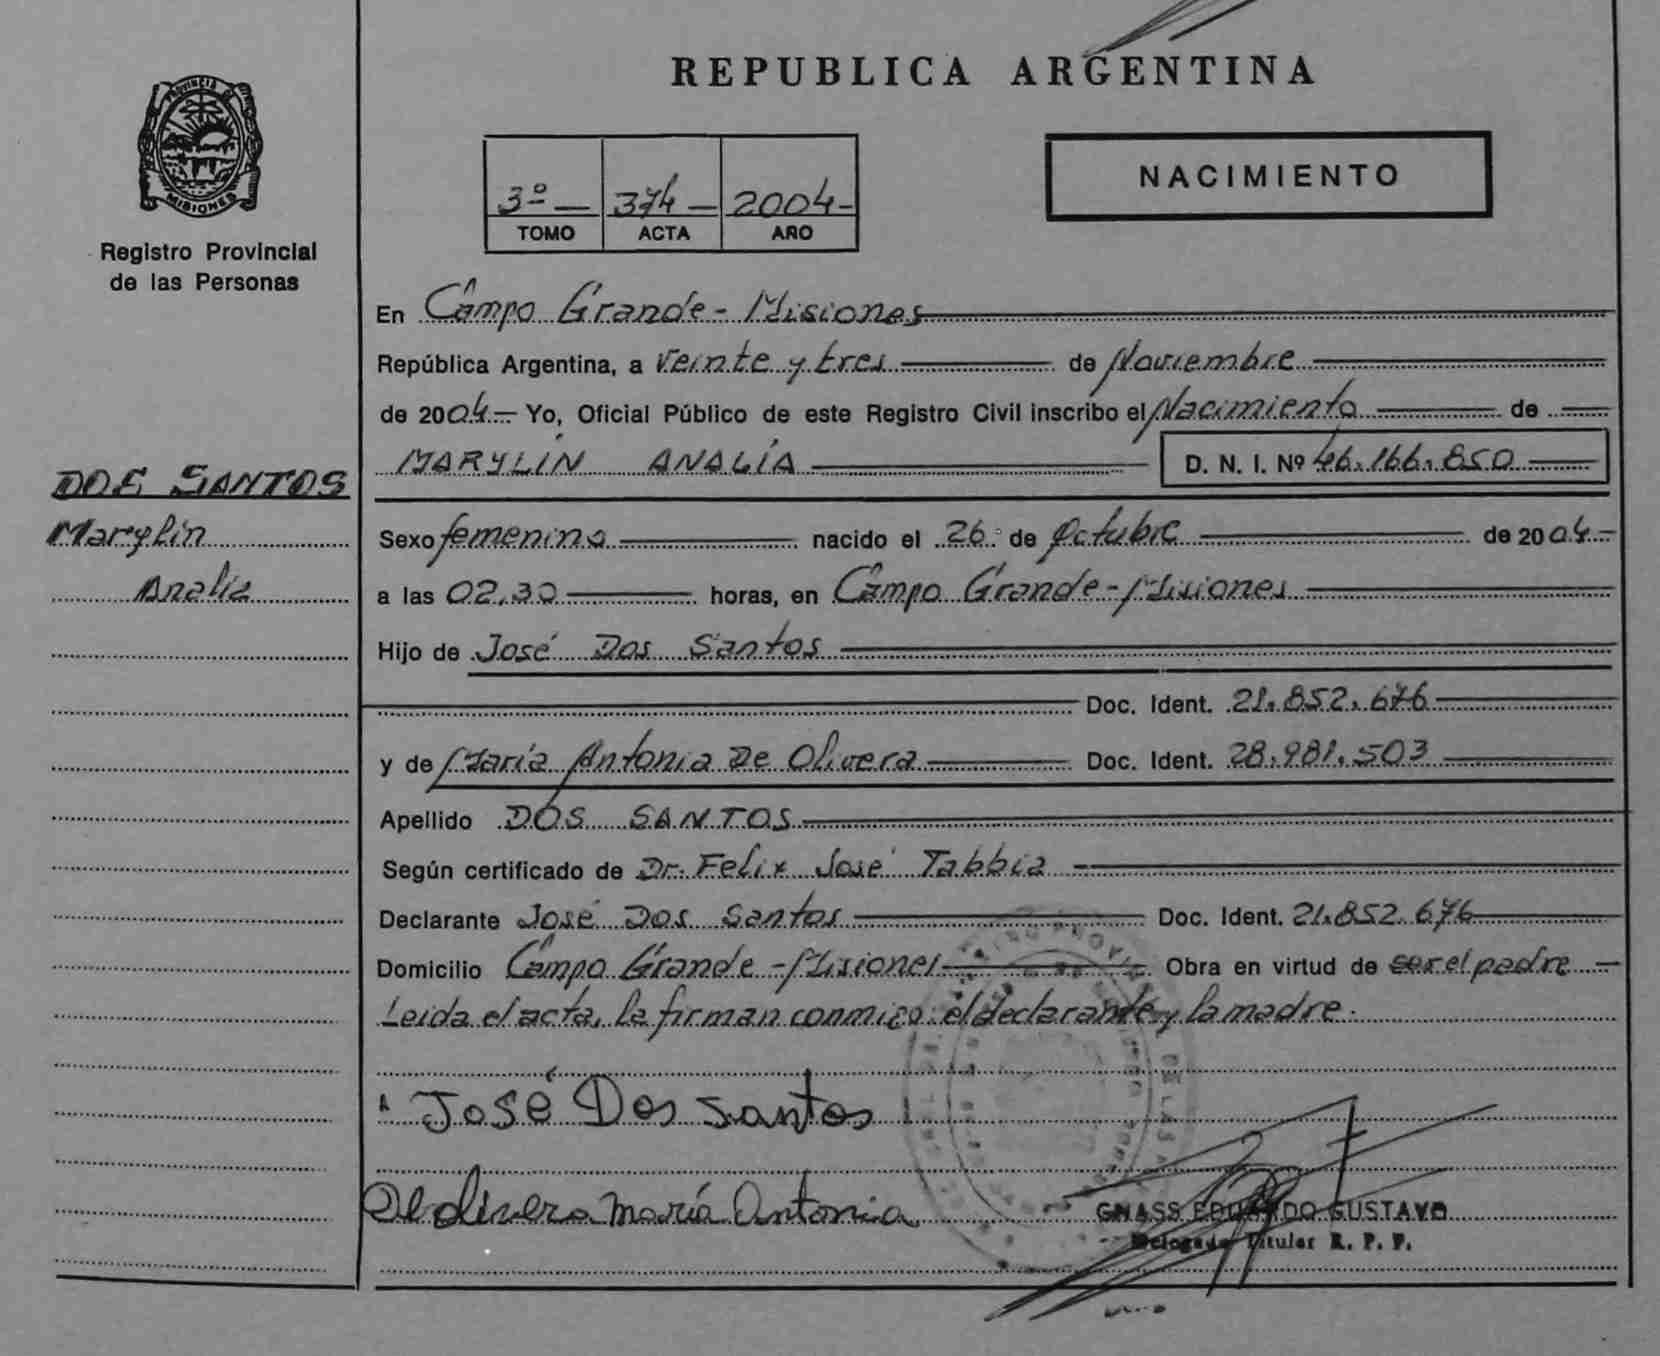 REPUBLICA ARGENTINA
PROVINCIA DE
MISIONES
Registro Provincial
de las Personas
3º — 374 — 2004 -
TOMO ACTA AÑO
NACIMIENTO
En Campo Grande - Misiones
República Argentina, a Veinte y tres de Noviembre
de 2004.— Yo, Oficial Público de este Registro Civil inscribo el Nacimiento de
MARYLIN ANALÍA D. N. I. Nº 46.166.850
DOS SANTOS
Marylin
Analia
Sexo femenino nacido el 26 de Octubre de 2004 -
a las 02,30 horas, en Campo Grande - Misiones
Hijo de José Dos Santos
Doc. Ident. 21.852.676
y de María Antonia De Olivera Doc. Ident. 28.981.503
Apellido DOS SANTOS
Según certificado de Dr. Felix José Tabbia
Declarante José Dos Santos Doc. Ident. 21.852.676
Domicilio Campo Grande - Misiones Obra en virtud de ser el padre
Leida el acta, la firman conmigo: el declarante y la madre.
José Dos santos
De olivera maría Antonia
GNASS EDUARDO GUSTAVO
Delegado Titular R. P. P.